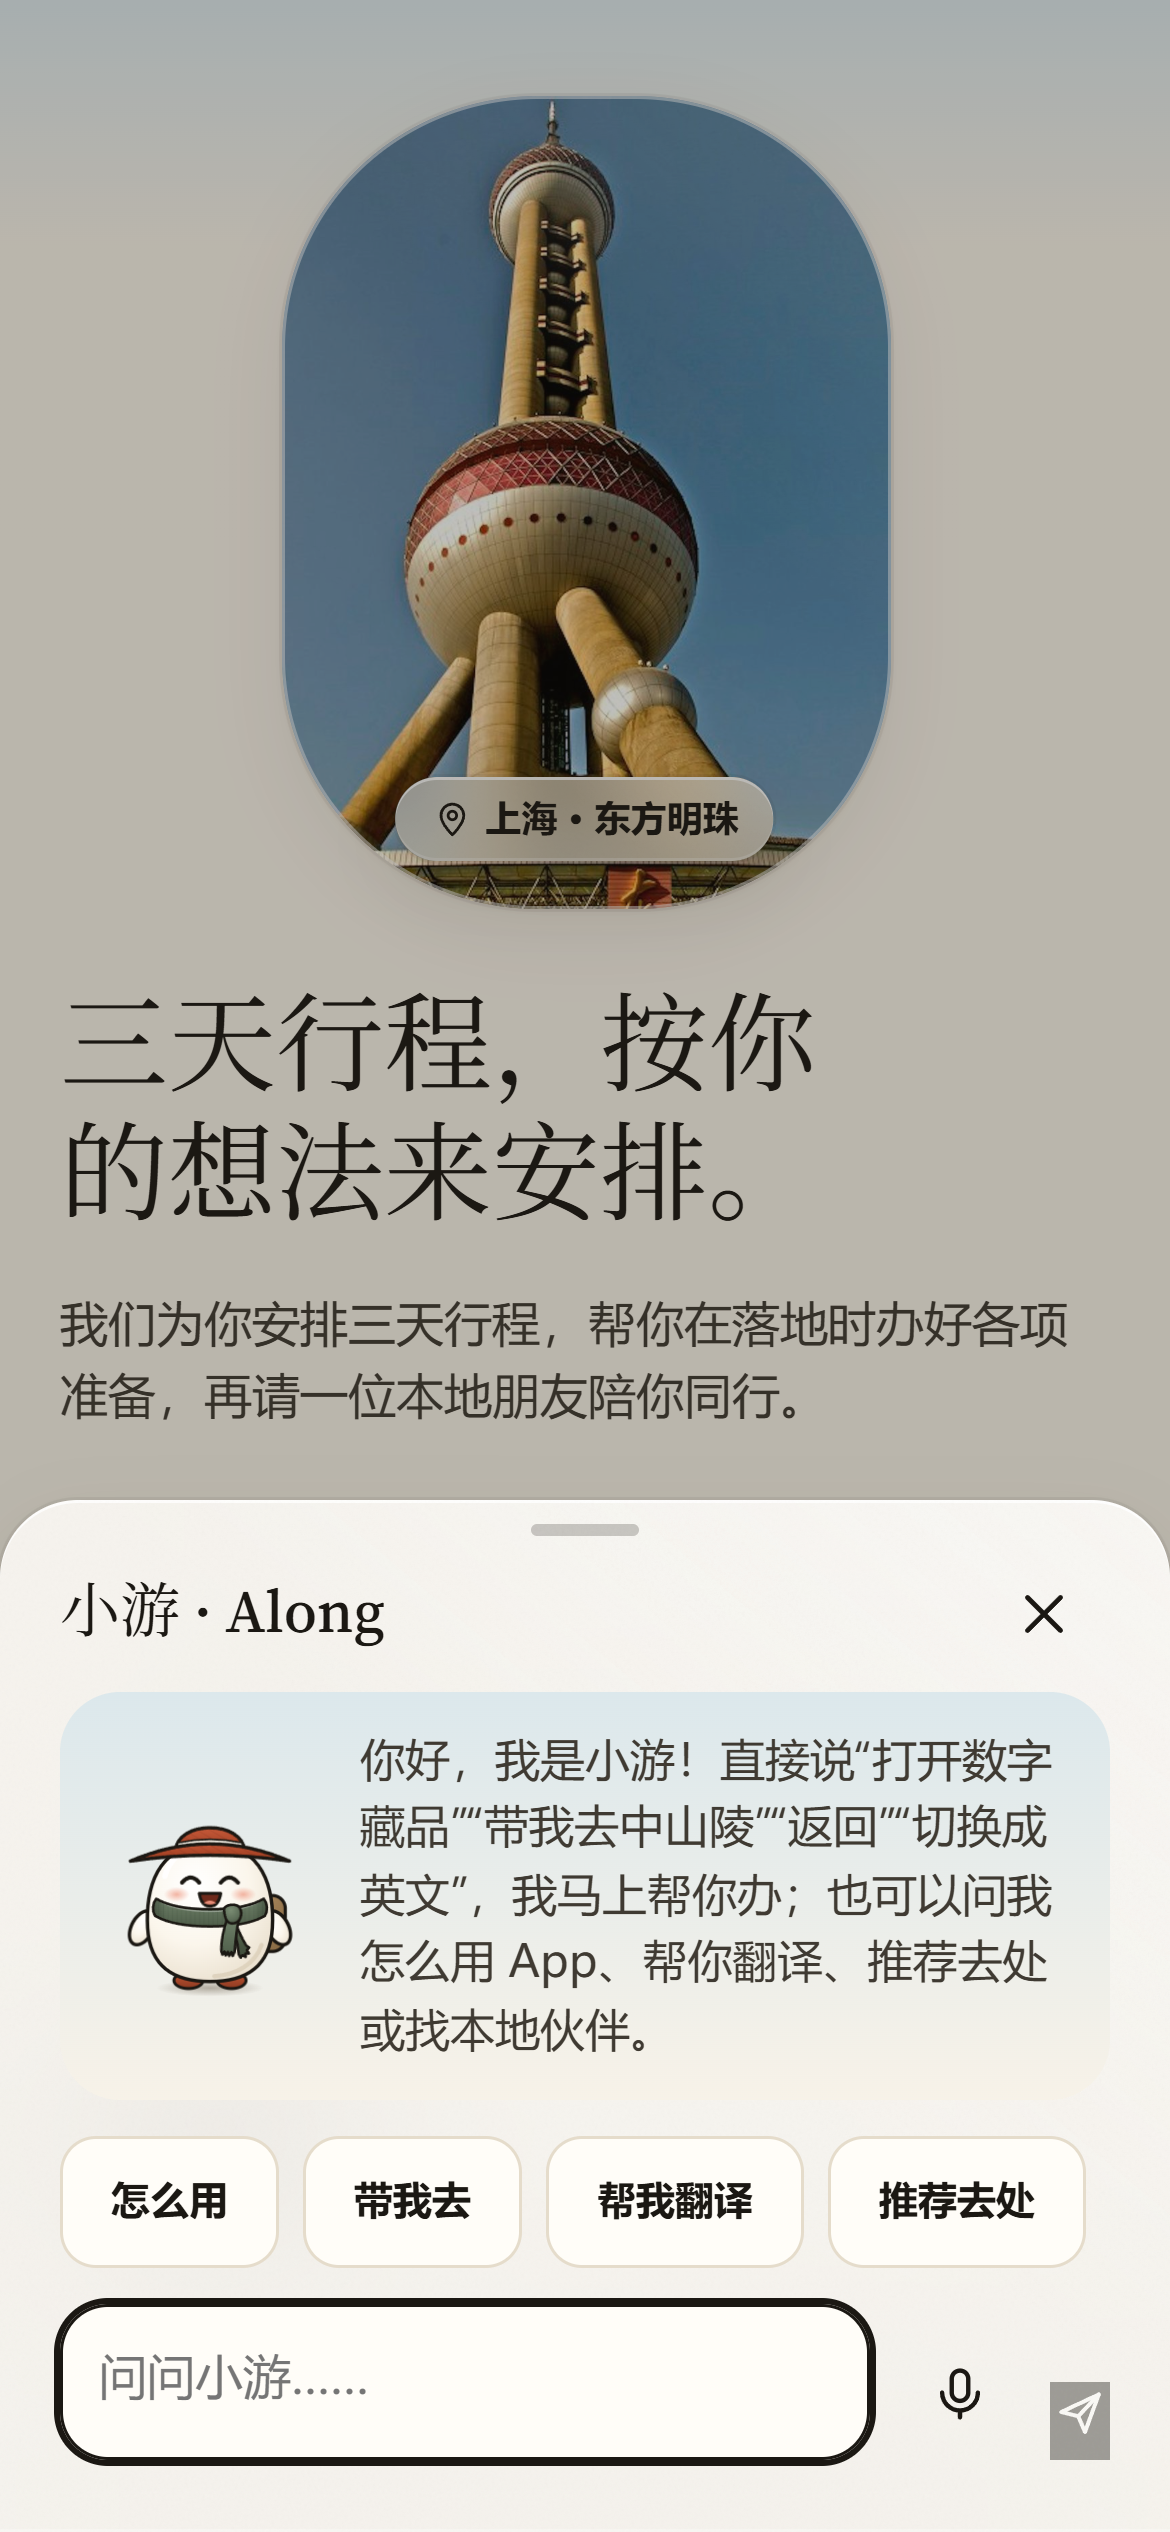 上海·东方明珠
三天行程，按你
的想法来安排。
我们为你安排三天行程，帮你在落地时办好各项
准备，再请一位本地朋友陪你同行。
小游 · Along
你好，我是小游！直接说“打开数字
藏品”“带我去中山陵”“返回”“切换成
英文”，我马上帮你办；也可以问我
怎么用 App、帮你翻译、推荐去处
或找本地伙伴。
怎么用
带我去
帮我翻译
推荐去处
问问小游……